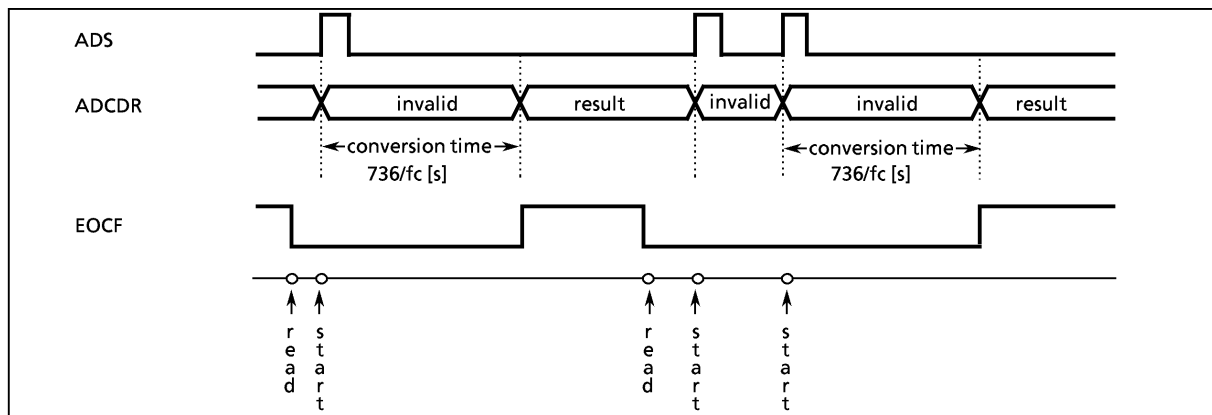 ADS
ADCDR
invalid
result
invalid
invalid
result
conversion time
736/fc [s]
conversion time
736/fc [s]
EOCF
read
start
read
start
start